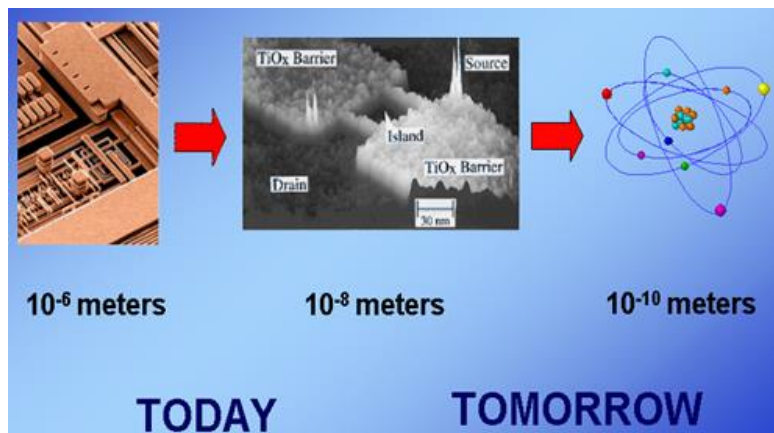 TiOx Barrier
Source
Island
TiOx Barrier
Drain
30 nm
10⁻⁶ meters
10⁻⁸ meters
10⁻¹⁰ meters
TODAY
TOMORROW